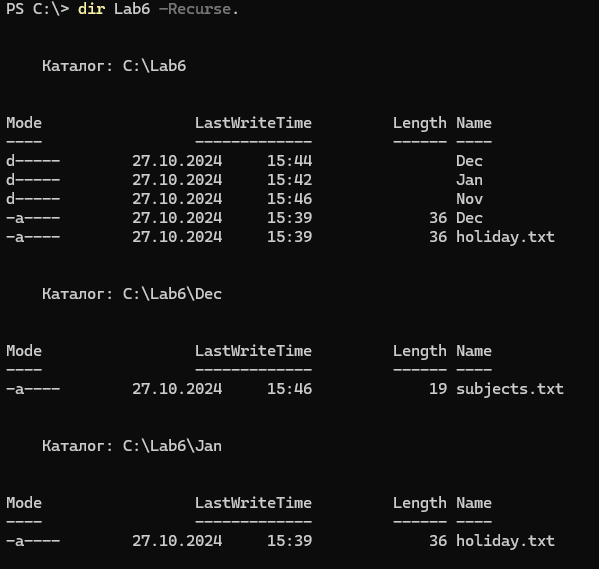 PS C:\> dir Lab6 -Recurse.
Каталог: C:\Lab6
Mode                 LastWriteTime         Length Name
----                 -------------         ------ ----
d-----        27.10.2024     15:44                Dec
d-----        27.10.2024     15:42                Jan
d-----        27.10.2024     15:46                Nov
-a----        27.10.2024     15:39             36 Dec
-a----        27.10.2024     15:39             36 holiday.txt
Каталог: C:\Lab6\Dec
Mode                 LastWriteTime         Length Name
----                 -------------         ------ ----
-a----        27.10.2024     15:46             19 subjects.txt
Каталог: C:\Lab6\Jan
Mode                 LastWriteTime         Length Name
----                 -------------         ------ ----
-a----        27.10.2024     15:39             36 holiday.txt